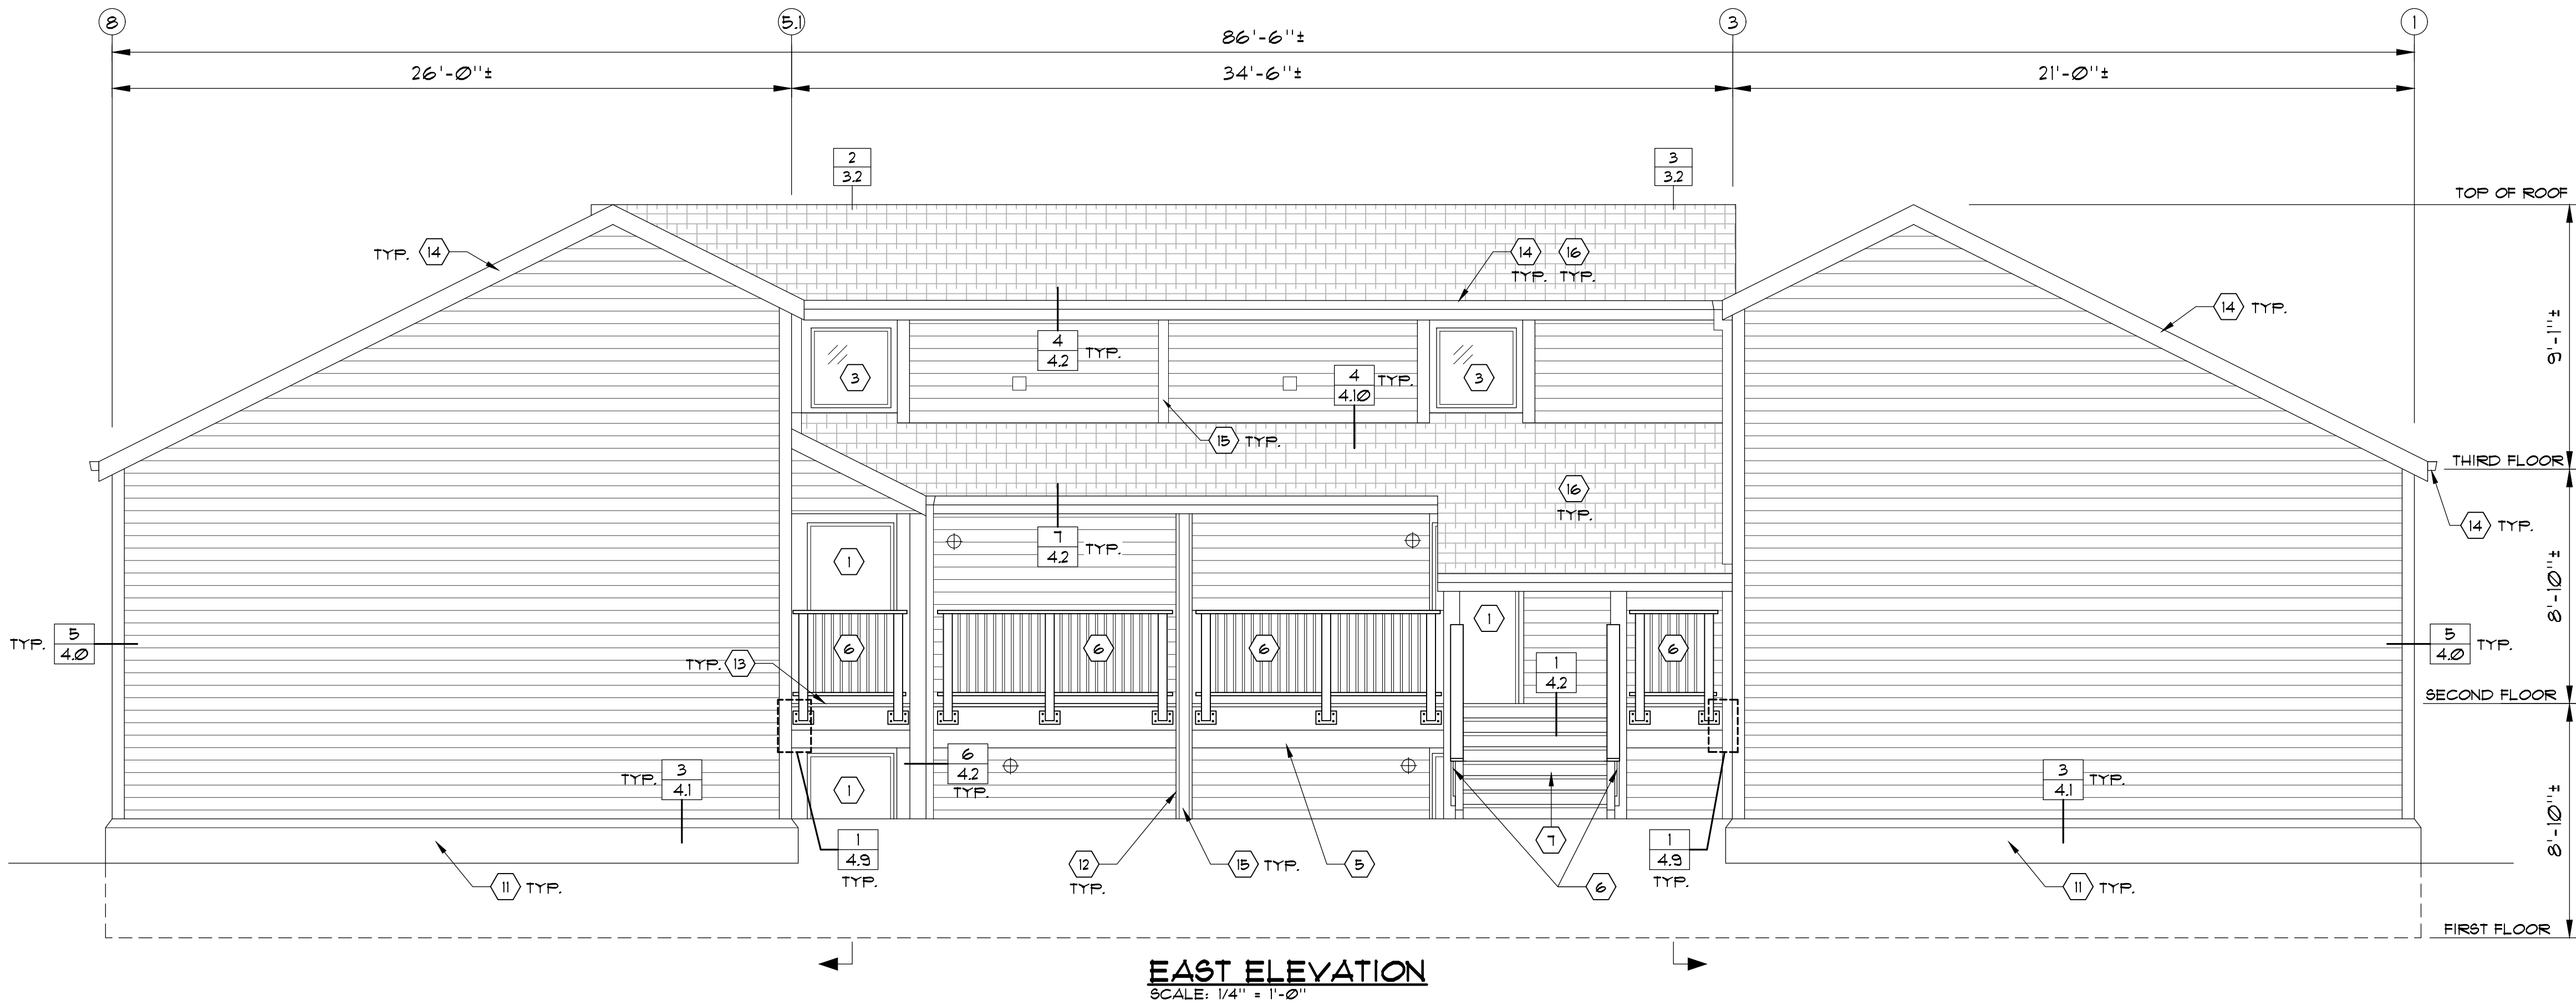 8
5.1
3
1
86'-6"±
26'-0"±
34'-6"±
21'-0"±
2
3.2
3
3.2
TOP OF ROOF
TYP. 14
14 16
TYP. TYP.
14 TYP.
9'-1"±
4
4.2 TYP.
3
3
4 TYP.
4.10
15 TYP.
THIRD FLOOR
16
TYP.
14 TYP.
1
7
4.2 TYP.
8'-10"±
1
TYP. 5
4.0
6
6
6
6
5 TYP.
4.0
TYP. 13
1
4.2
SECOND FLOOR
6
4.2
TYP.
TYP. 3
4.1
3 TYP.
4.1
1
8'-10"±
7
1
4.9
TYP.
12
TYP.
15 TYP.
5
1
4.9
TYP.
11 TYP.
6
11 TYP.
FIRST FLOOR
EAST ELEVATION
SCALE: 1/4" = 1'-0"